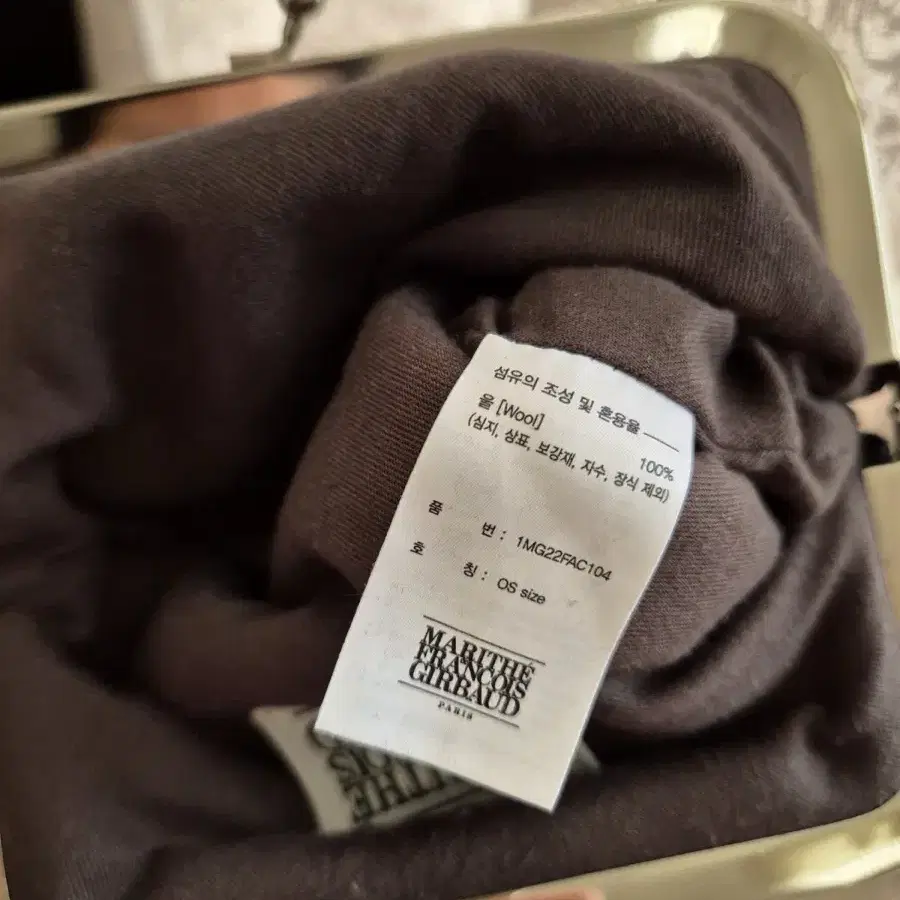 섬유의 조성 및 혼용율
울 [Wool] 100%
(심지, 상표, 보강재, 자수, 장식 제외)
품 번 : 1MG22FAC104
호 칭 : OS size
MARITHÉ
FRANCOIS
GIRBAUD
PARIS